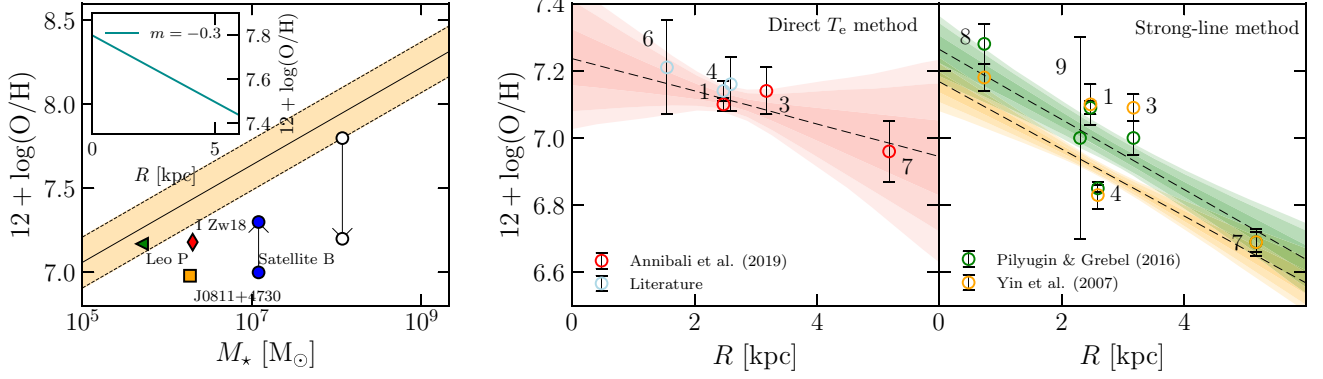 8.5
8.0
7.5
7.0
12 + log(O/H)
m = −0.3
7.8
7.6
7.4
12 + log(O/H)
0
5
R [kpc]
I Zw18
Leo P
Satellite B
J0811+4730
10^5
10^7
10^9
M⋆ [M⊙]
7.4
7.2
7.0
6.8
6.6
12 + log(O/H)
Direct Te method
6
4
1
3
7
Annibali et al. (2019)
Literature
0
2
4
R [kpc]
Strong-line method
8
9
1
3
4
7
Pilyugin & Grebel (2016)
Yin et al. (2007)
0
2
4
R [kpc]